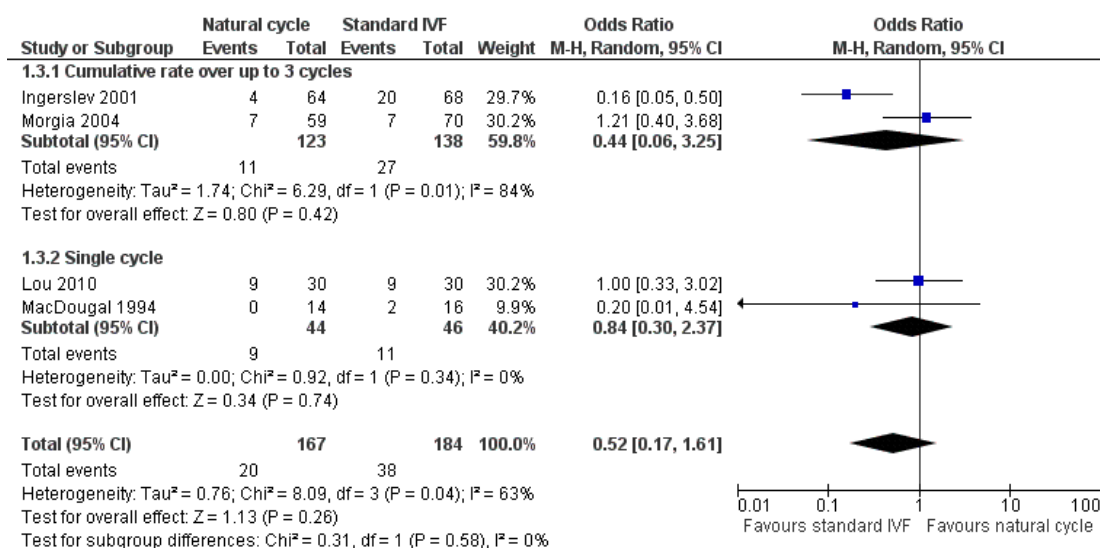 Natural cycle Standard IVF Odds Ratio Odds Ratio
Study or Subgroup Events Total Events Total Weight M-H, Random, 95% CI M-H, Random, 95% CI
1.3.1 Cumulative rate over up to 3 cycles
Ingerslev 2001 4 64 20 68 29.7% 0.16 [0.05, 0.50]
Morgia 2004 7 59 7 70 30.2% 1.21 [0.40, 3.68]
Subtotal (95% CI) 123 138 59.8% 0.44 [0.06, 3.25]
Total events 11 27
Heterogeneity: Tau² = 1.74; Chi² = 6.29, df = 1 (P = 0.01); I² = 84%
Test for overall effect: Z = 0.80 (P = 0.42)
1.3.2 Single cycle
Lou 2010 9 30 9 30 30.2% 1.00 [0.33, 3.02]
MacDougal 1994 0 14 2 16 9.9% 0.20 [0.01, 4.54]
Subtotal (95% CI) 44 46 40.2% 0.84 [0.30, 2.37]
Total events 9 11
Heterogeneity: Tau² = 0.00; Chi² = 0.92, df = 1 (P = 0.34); I² = 0%
Test for overall effect: Z = 0.34 (P = 0.74)
Total (95% CI) 167 184 100.0% 0.52 [0.17, 1.61]
Total events 20 38
Heterogeneity: Tau² = 0.76; Chi² = 8.09, df = 3 (P = 0.04); I² = 63%
Test for overall effect: Z = 1.13 (P = 0.26)
Test for subgroup differences: Chi² = 0.31, df = 1 (P = 0.58), I² = 0%
0.01 0.1 1 10 100
Favours standard IVF Favours natural cycle